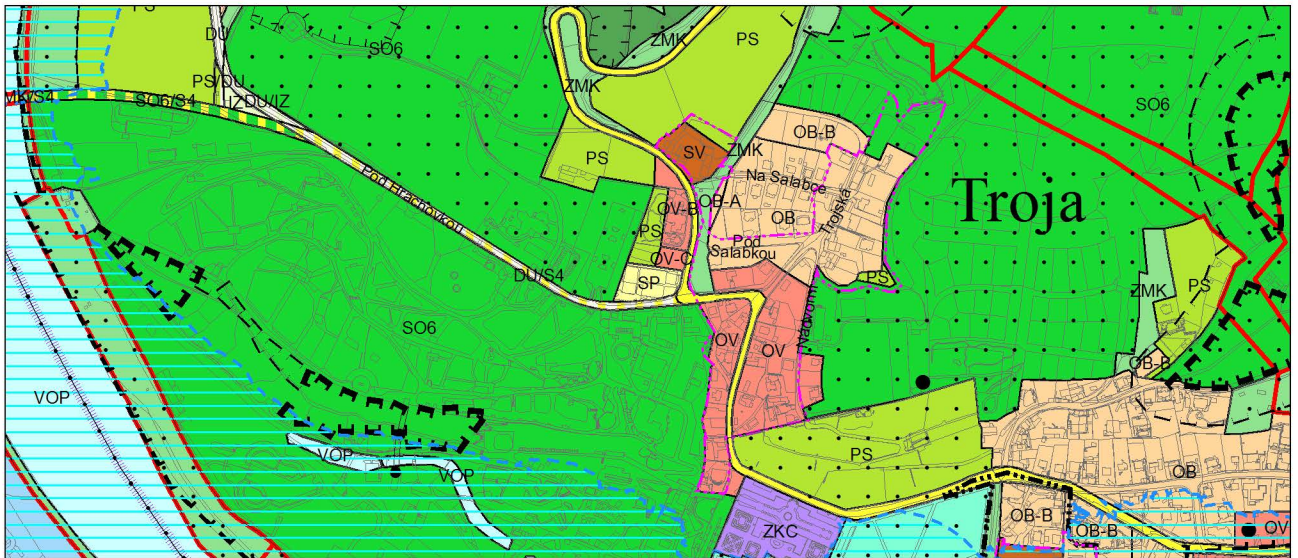 PS
DU
SO6
ZMK
PS
PS/DU
MK/S4
SO6/S4
IZDU/IZ
ZMK
SO6
OB-B
PS
SV
ZMK
Na Salabce
Pod Hrachovkou
OV-B
OB-A
OB
Trojská
Troja
PS
Pod
Salabkou
OV-C
DU/S4
SP
PS
ZMK
PS
SO6
OV
OV
Nádvorní
OB-B
VOP
VOP
VOP
PS
OB
ZKC
OB-B
OB-B
OV